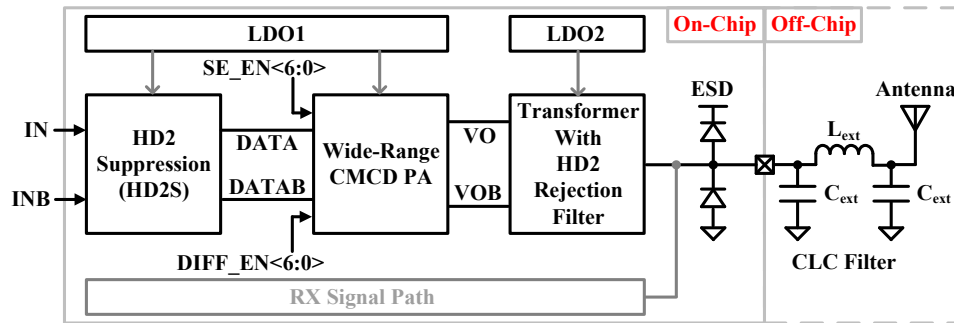 LDO1
LDO2
On-Chip
Off-Chip
SE_EN<6:0>
ESD
Antenna
IN
INB
HD2
Suppression
(HD2S)
DATA
DATAB
Wide-Range
CMCD PA
VO
VOB
Transformer
With
HD2
Rejection
Filter
Lext
Cext
Cext
DIFF_EN<6:0>
CLC Filter
RX Signal Path